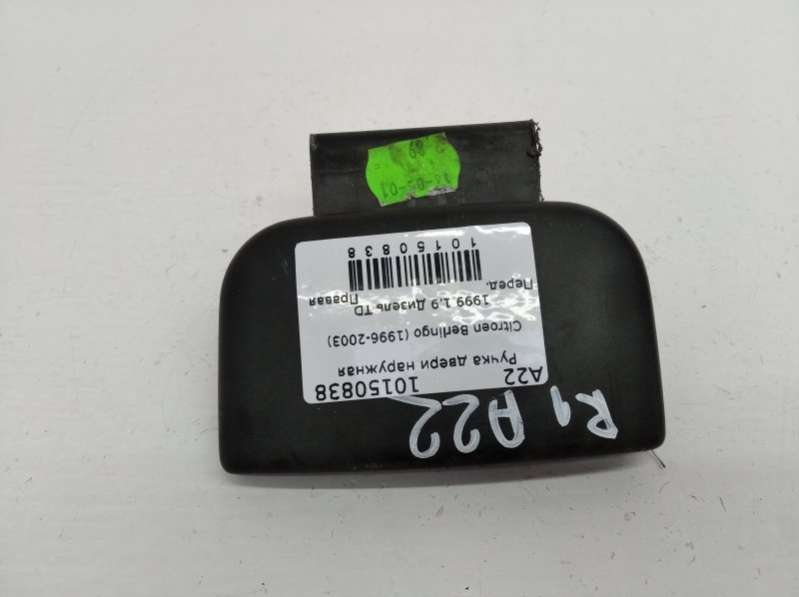 A22 10150838
Ручка двери наружная
Citroen Berlingo (1996-2003)
1999 1,9 Дизель TD Правая
Перед.
10150838
R1 A22